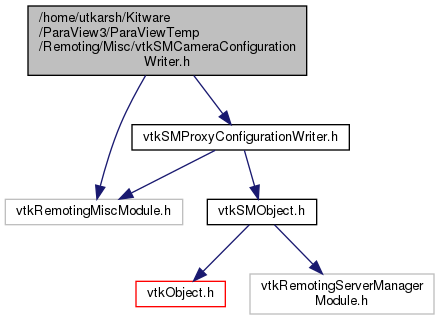 /home/utkarsh/Kitware
/ParaView3/ParaViewTemp
/Remoting/Misc/vtkSMCameraConfiguration
Writer.h
vtkSMProxyConfigurationWriter.h
vtkRemotingMiscModule.h
vtkSMObject.h
vtkObject.h
vtkRemotingServerManager
Module.h